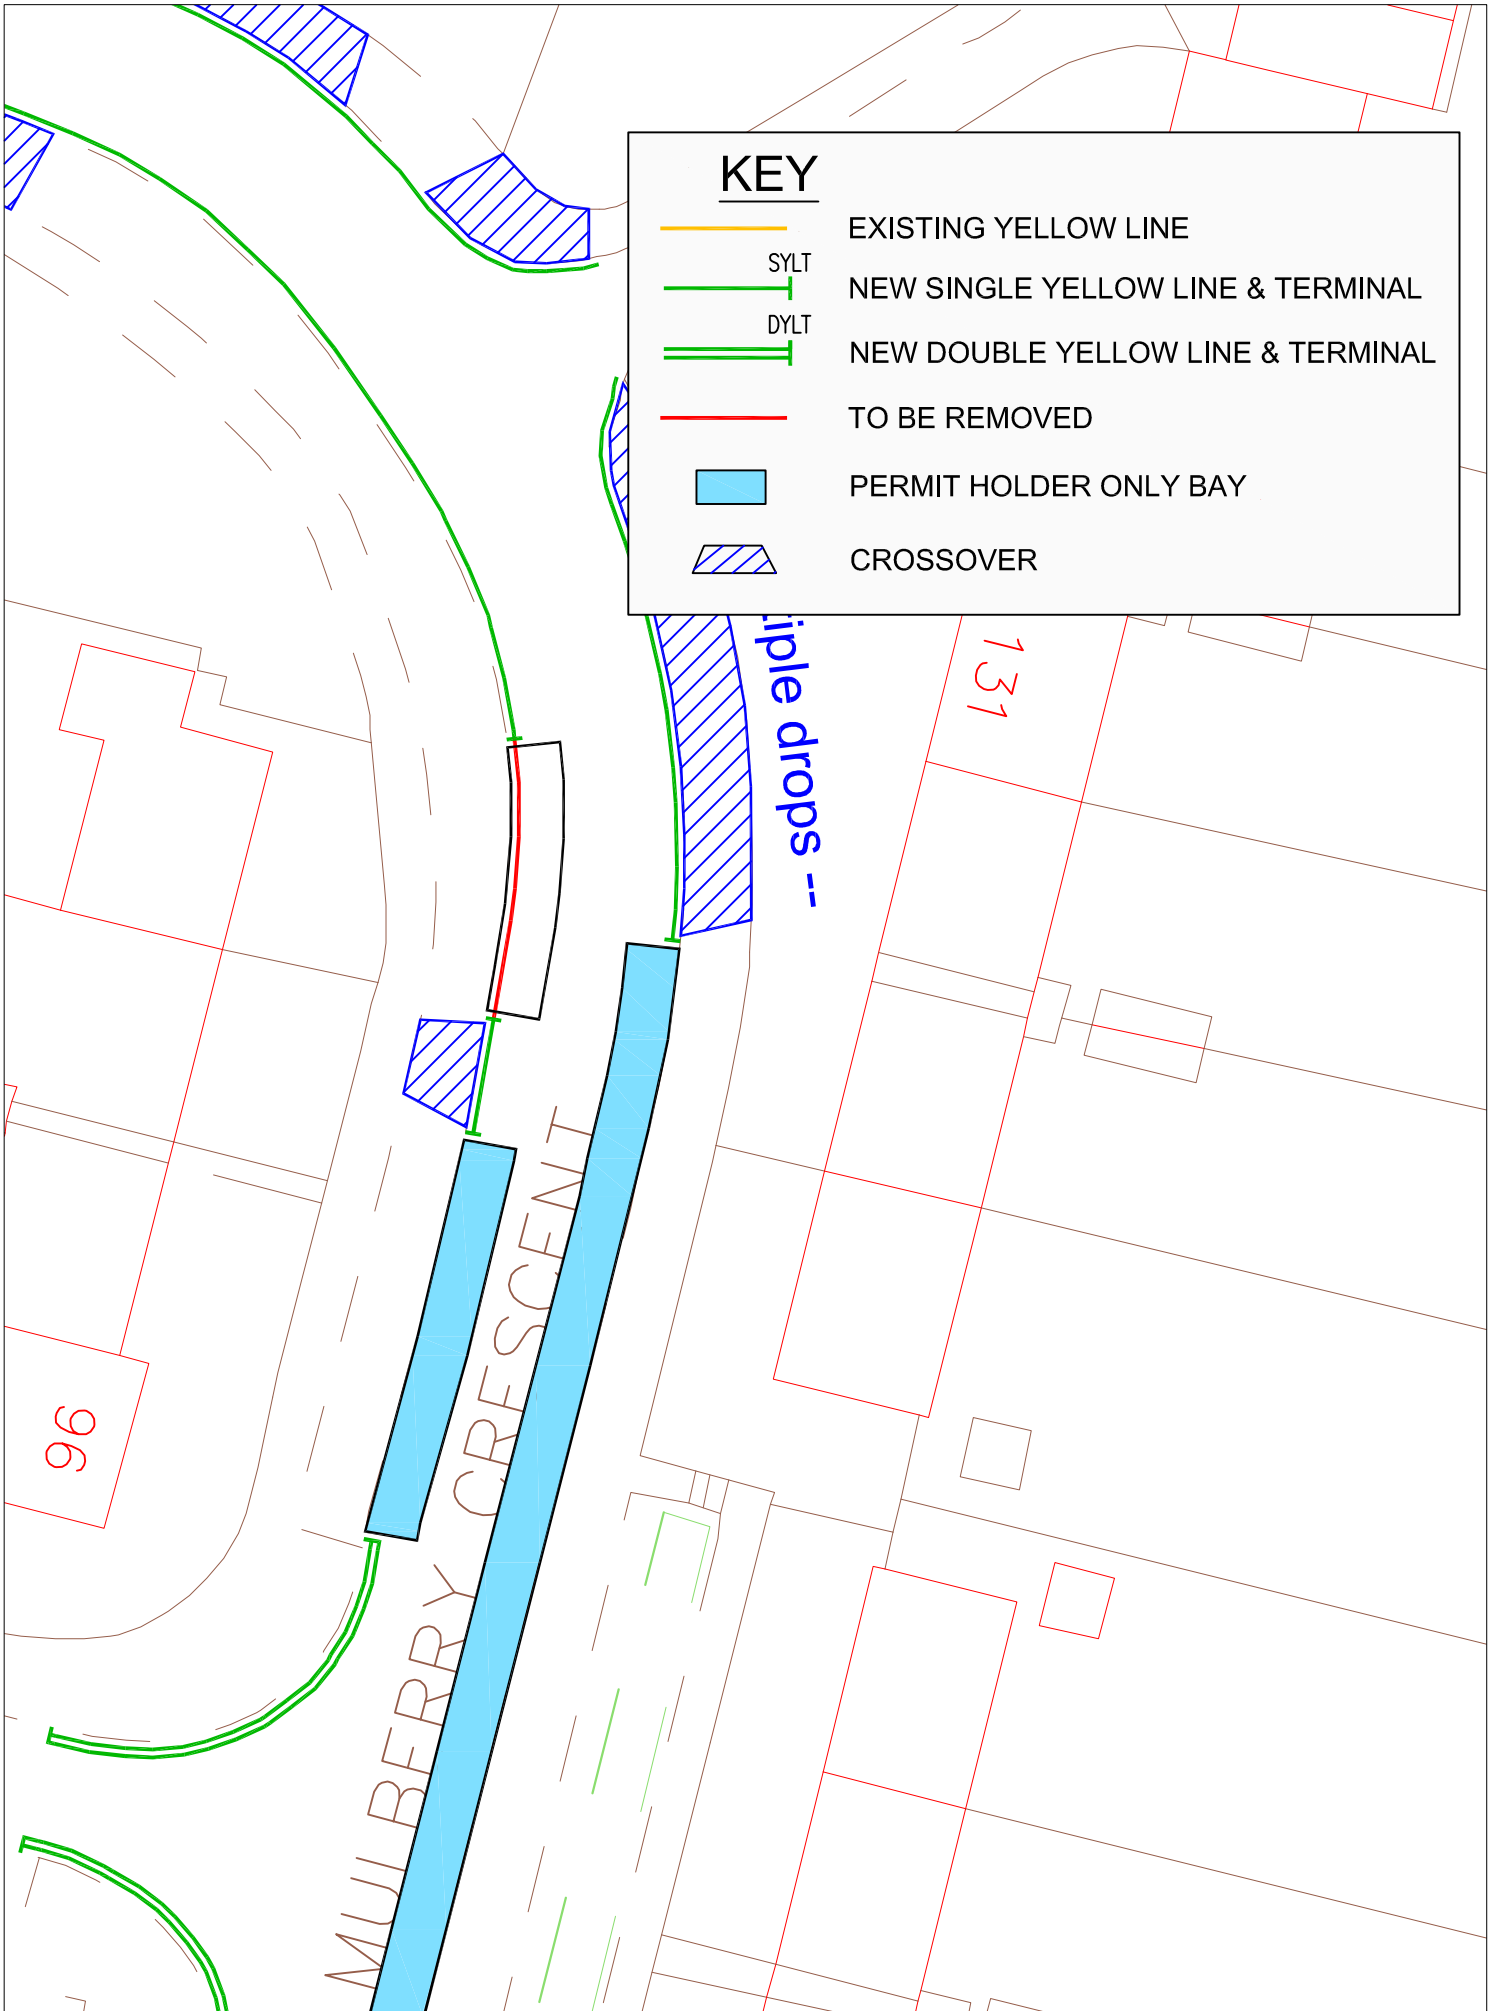 KEY
EXISTING YELLOW LINE
SYLT
NEW SINGLE YELLOW LINE & TERMINAL
DYLT
NEW DOUBLE YELLOW LINE & TERMINAL
TO BE REMOVED
PERMIT HOLDER ONLY BAY
CROSSOVER
drops --
131
96
MULBERRY CRESCENT